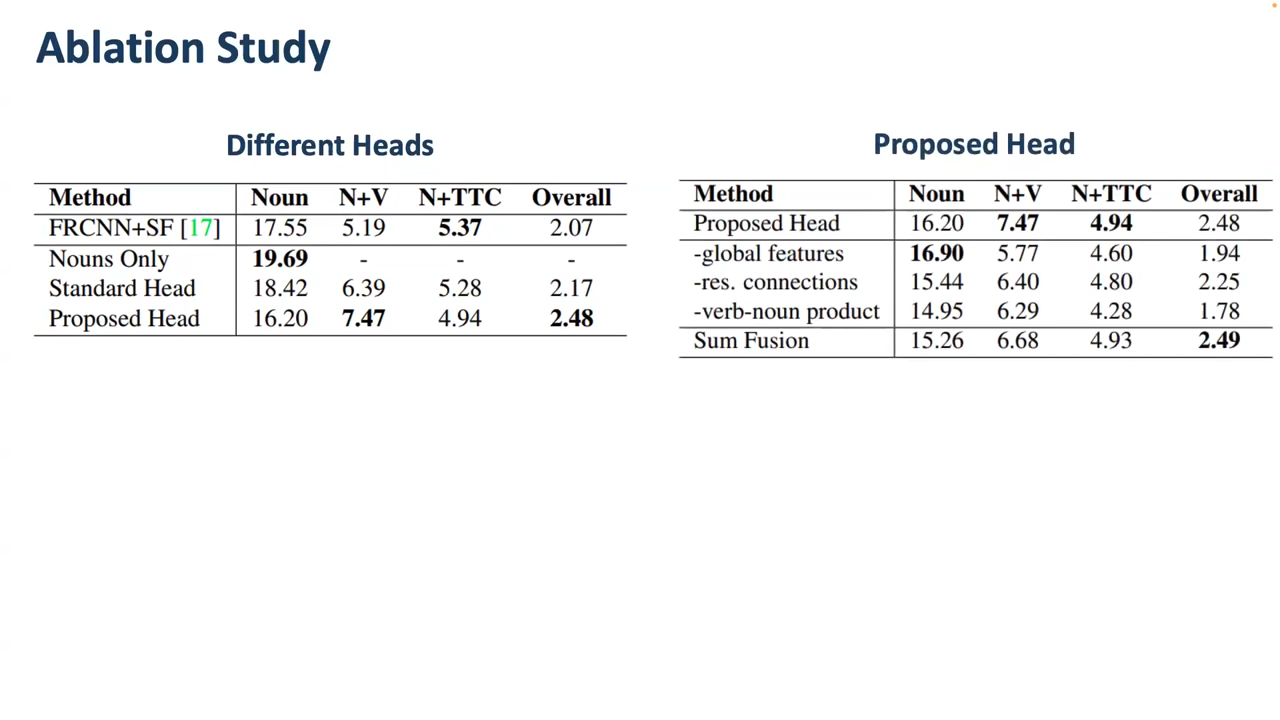 Ablation Study
Different Heads
Method Noun N+V N+TTC Overall
FRCNN+SF [17] 17.55 5.19 5.37 2.07
Nouns Only 19.69 - - -
Standard Head 18.42 6.39 5.28 2.17
Proposed Head 16.20 7.47 4.94 2.48
Proposed Head
Method Noun N+V N+TTC Overall
Proposed Head 16.20 7.47 4.94 2.48
-global features 16.90 5.77 4.60 1.94
-res. connections 15.44 6.40 4.80 2.25
-verb-noun product 14.95 6.29 4.28 1.78
Sum Fusion 15.26 6.68 4.93 2.49